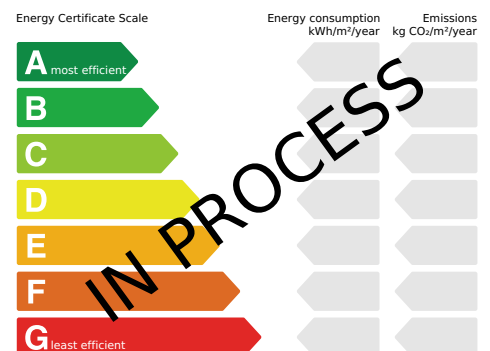 Energy Certificate Scale
Energy consumption
kWh/m²/year
Emissions
kg CO₂/m²/year
A most efficient
B
C
D
E
F
G least efficient
IN PROCESS